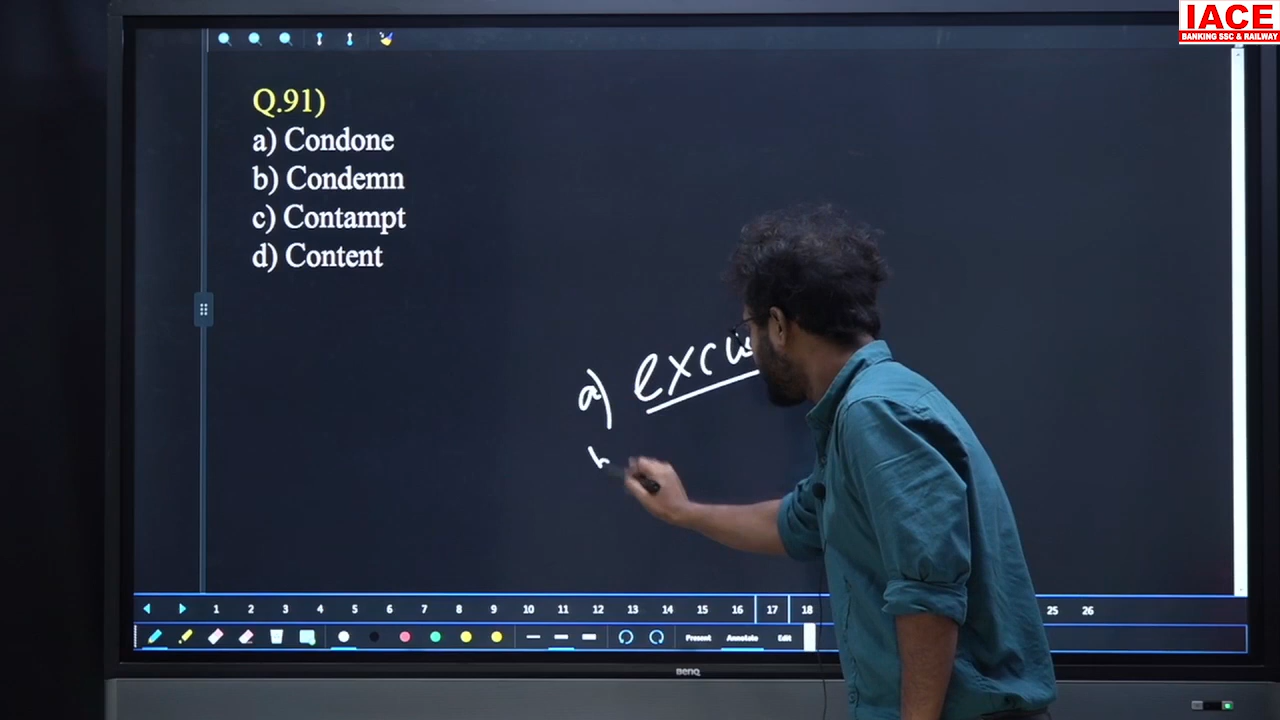 IACE
BANKING SSC & RAILWAY
Q.91)
a) Condone
b) Condemn
c) Contampt
d) Content
a)
1 2 3 4 5 6 7 8 9 10 11 12 13 14 15 16 17 18 25 26
Present Annotate Edit
BenQ